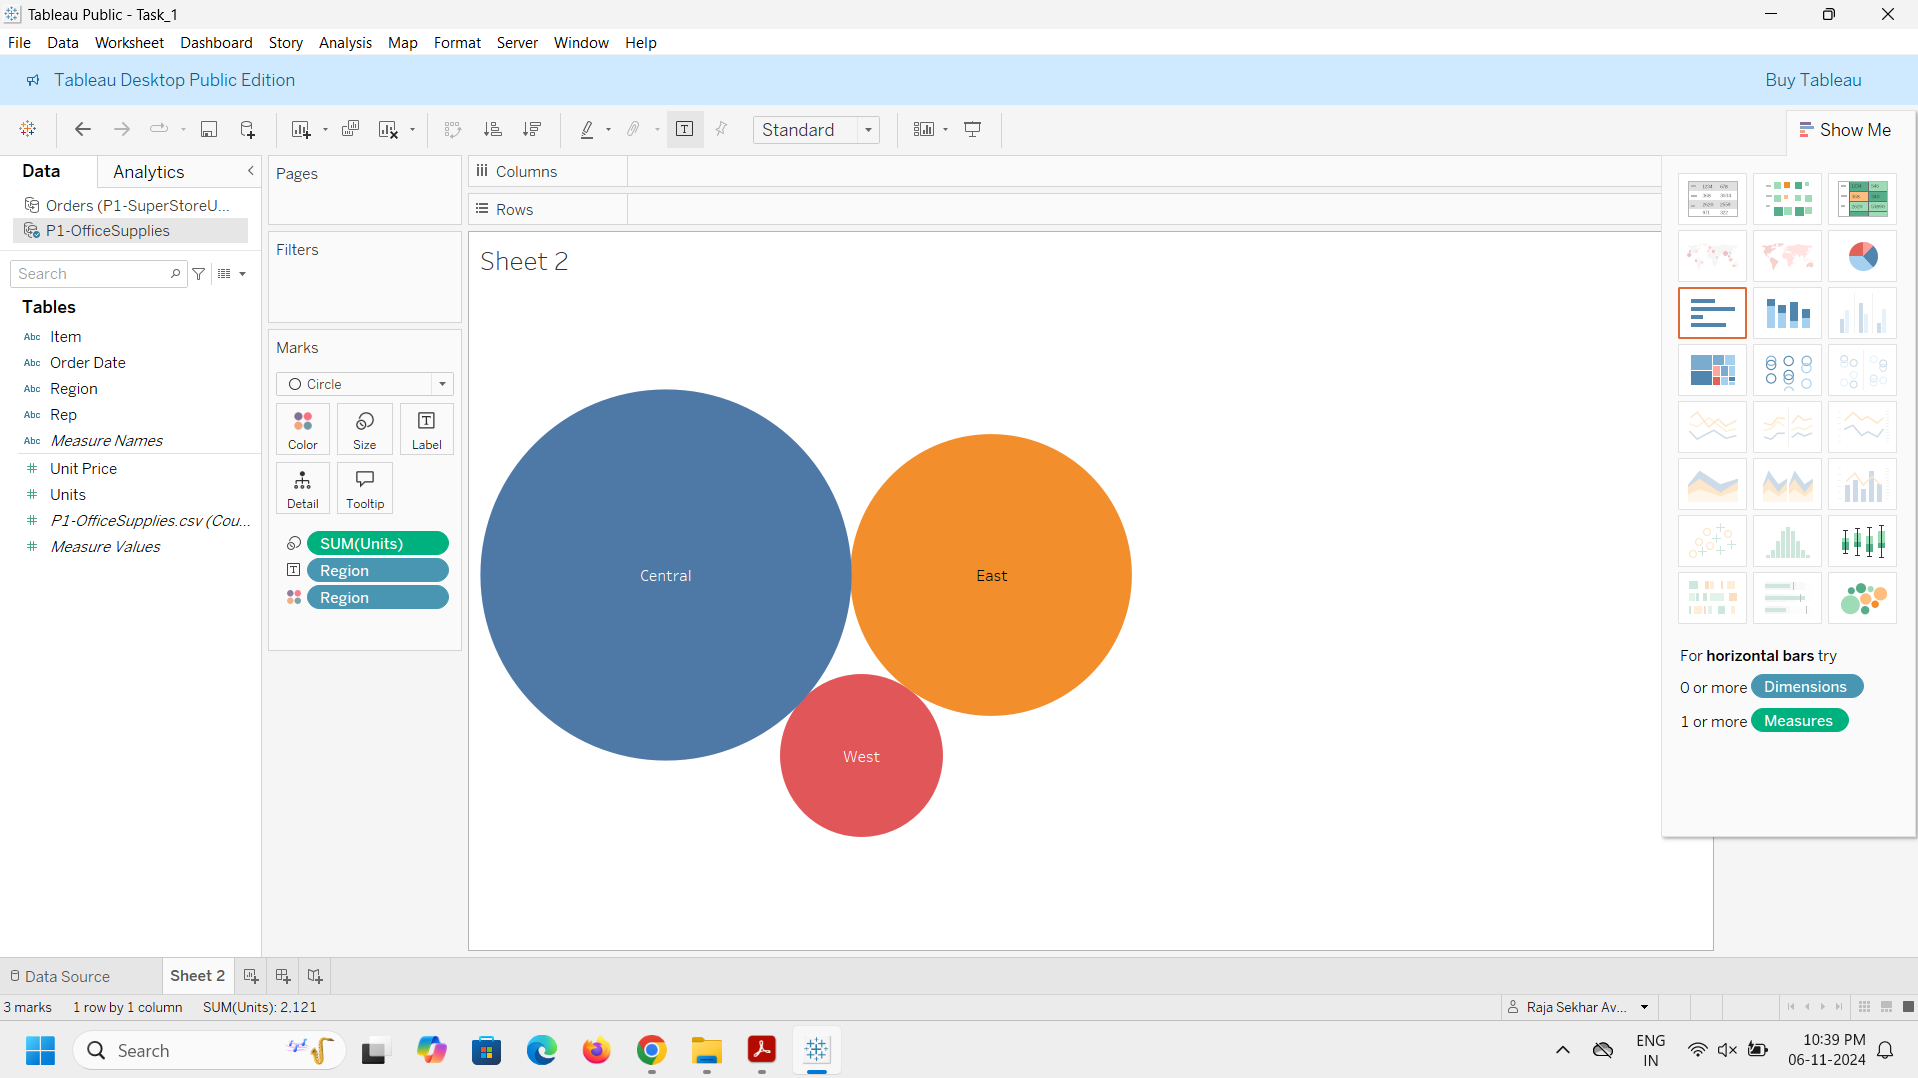 Tableau Public - Task_1
File Data Worksheet Dashboard Story Analysis Map Format Server Window Help
Tableau Desktop Public Edition
Buy Tableau
Standard
Show Me
Data Analytics
Orders (P1-SuperStoreU...
P1-OfficeSupplies
Search
Tables
Abc Item
Abc Order Date
Abc Region
Abc Rep
Abc Measure Names
# Unit Price
# Units
# P1-OfficeSupplies.csv (Cou...
# Measure Values
Pages
Filters
Marks
Circle
Color Size Label
Detail Tooltip
SUM(Units)
Region
Region
Columns
Rows
Sheet 2
Central
East
West
For horizontal bars try
0 or more Dimensions
1 or more Measures
Data Source
Sheet 2
3 marks 1 row by 1 column SUM(Units): 2,121
Raja Sekhar Av...
Search
ENG
IN
10:39 PM
06-11-2024